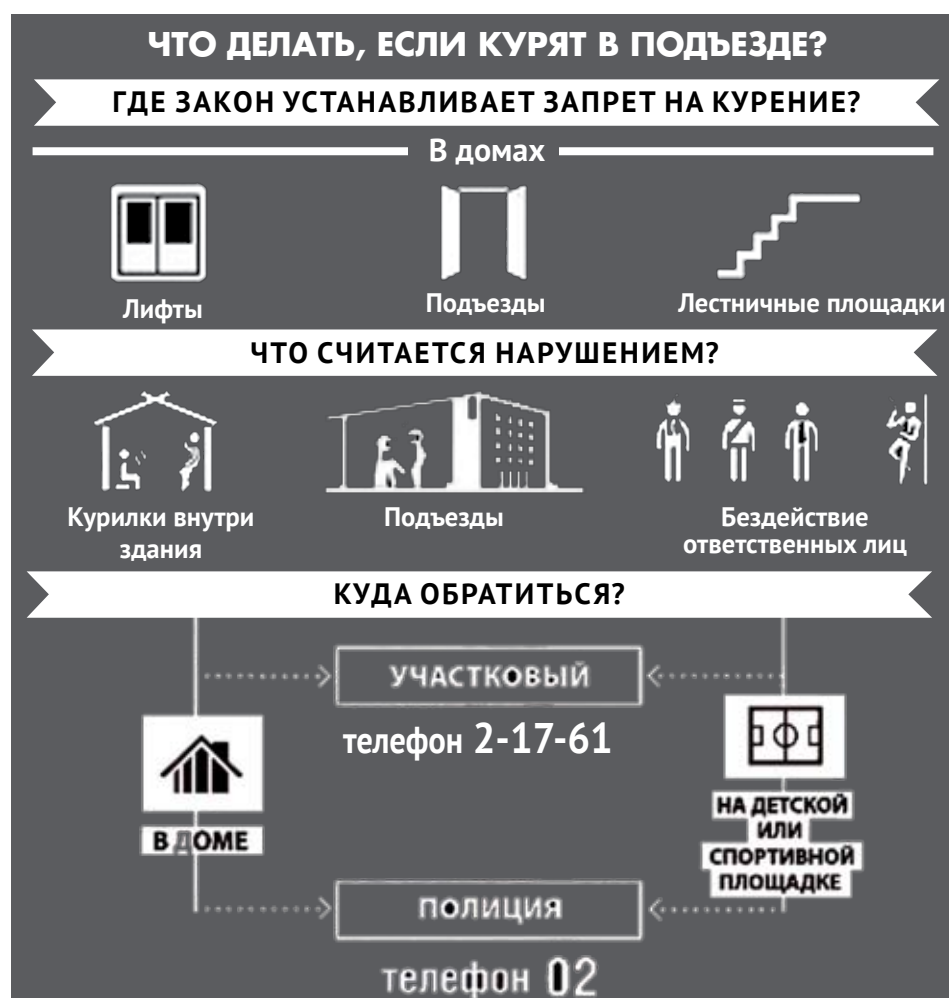 ЧТО ДЕЛАТЬ, ЕСЛИ КУРЯТ В ПОДЪЕЗДЕ?
ГДЕ ЗАКОН УСТАНАВЛИВАЕТ ЗАПРЕТ НА КУРЕНИЕ?
В домах
Лифты
Подъезды
Лестничные площадки
ЧТО СЧИТАЕТСЯ НАРУШЕНИЕМ?
Курилки внутри
здания
Подъезды
Бездействие
ответственных лиц
КУДА ОБРАТИТЬСЯ?
УЧАСТКОВЫЙ
телефон 2-17-61
В ДОМЕ
НА ДЕТСКОЙ
ИЛИ
СПОРТИВНОЙ
ПЛОЩАДКЕ
ПОЛИЦИЯ
телефон 02